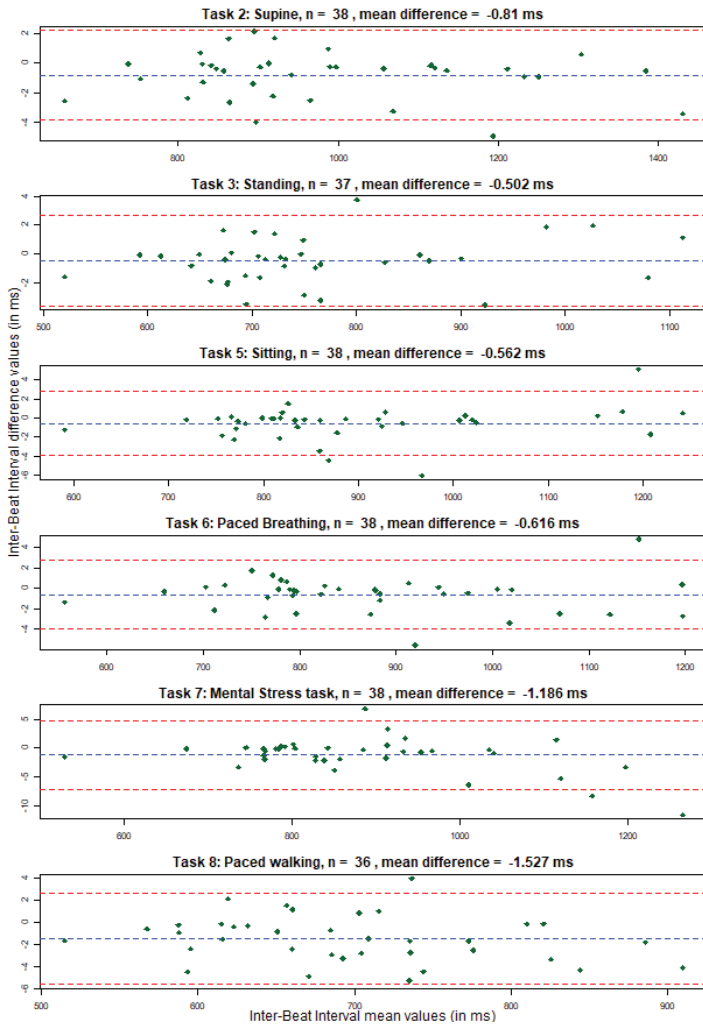 Task 2: Supine, n = 38 , mean difference = -0.81 ms
2
0
-2
-4
800 1000 1200 1400
Task 3: Standing, n = 37 , mean difference = -0.502 ms
4
2
0
-2
500 600 700 800 900 1000 1100
Task 5: Sitting, n = 38 , mean difference = -0.562 ms
4
2
0
-2
-4
-6
600 700 800 900 1000 1100 1200
Task 6: Paced Breathing, n = 38 , mean difference = -0.616 ms
4
2
0
-2
-4
600 700 800 900 1000 1100 1200
Task 7: Mental Stress task, n = 38 , mean difference = -1.186 ms
5
0
-5
-10
600 800 1000 1200
Task 8: Paced walking, n = 36 , mean difference = -1.527 ms
4
2
0
-2
-4
-6
500 600 700 800 900
Inter-Beat Interval mean values (in ms)
Inter-Beat Interval difference values (in ms)